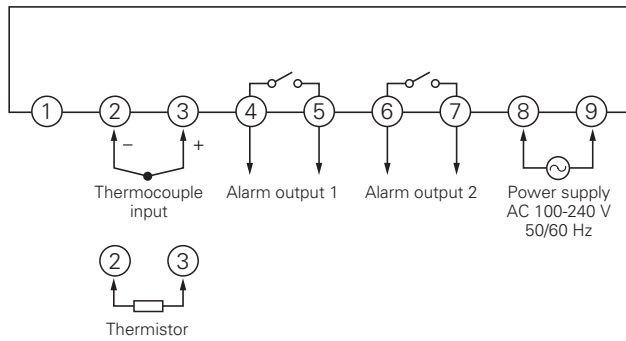 1 2 3 4 5 6 7 8 9
− +
Thermocouple
input
Alarm output 1
Alarm output 2
Power supply
AC 100-240 V
50/60 Hz
2 3
Thermistor